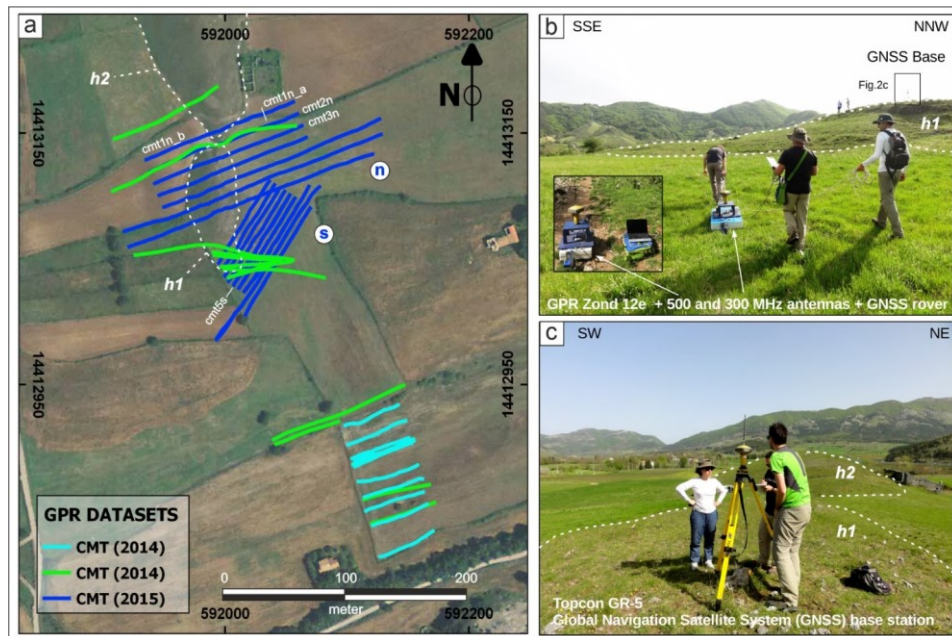 a
592000
592200
N
h2
cmt1n_a
cmt2n
cmt3n
cmt1n_b
14413150
14413150
n
s
h1
cmt5s
14412950
14412950
GPR DATASETS
CMT (2014)
CMT (2014)
CMT (2015)
0 100 200
meter
592000
592200
b
SSE
NNW
GNSS Base
Fig.2c
h1
GPR Zond 12e + 500 and 300 MHz antennas + GNSS rover
c
SW
NE
h2
h1
Topcon GR-5
Global Navigation Satellite System (GNSS) base station